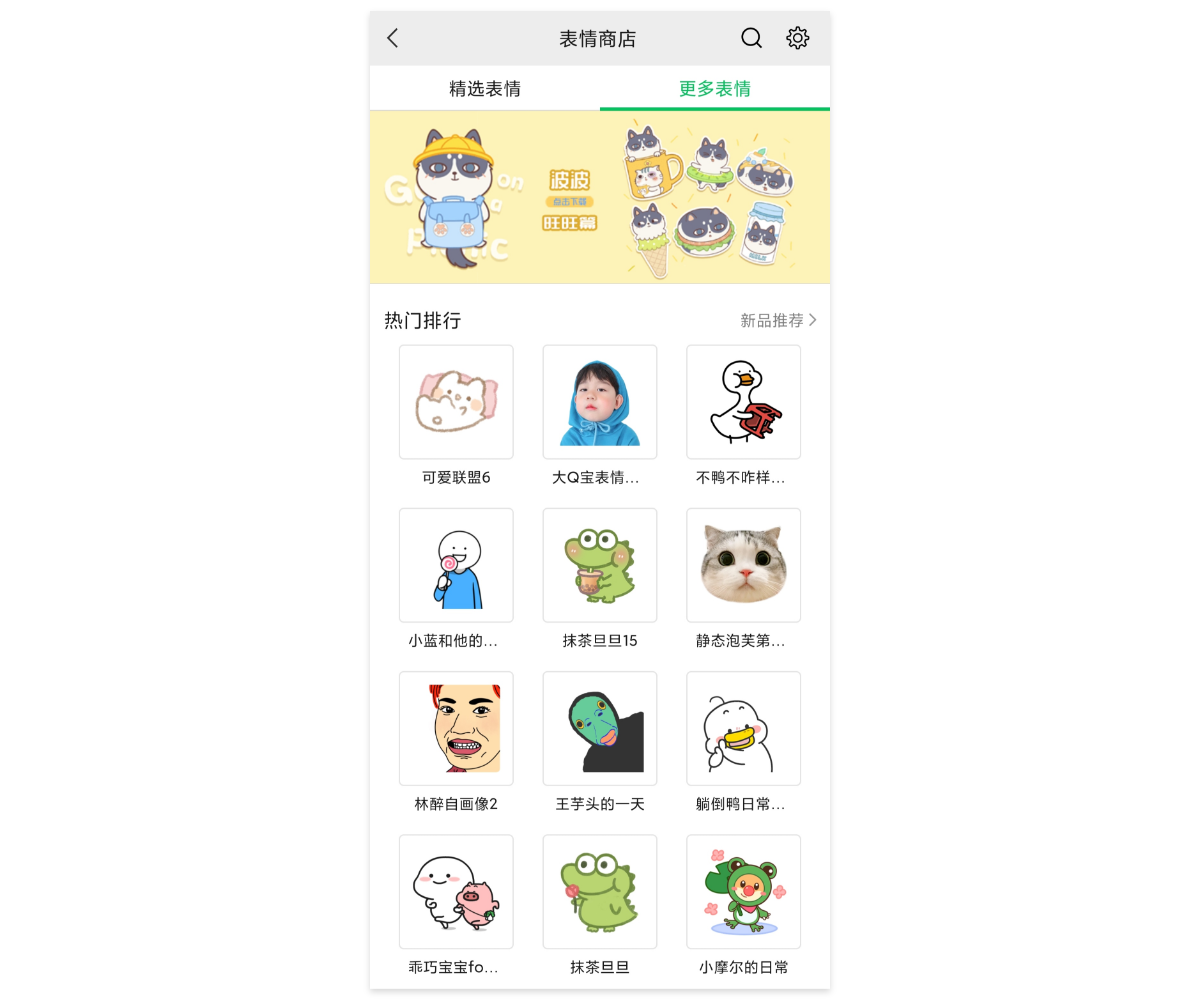 表情商店
精选表情
更多表情
波波
点击下载
旺旺篇
MILK
热门排行
新品推荐
可爱联盟6
大Q宝表情...
不鸭不咋样...
小蓝和他的...
抹茶旦旦15
静态泡芙第...
林醉自画像2
王芋头的一天
躺倒鸭日常...
乖巧宝宝fo...
抹茶旦旦
小摩尔的日常